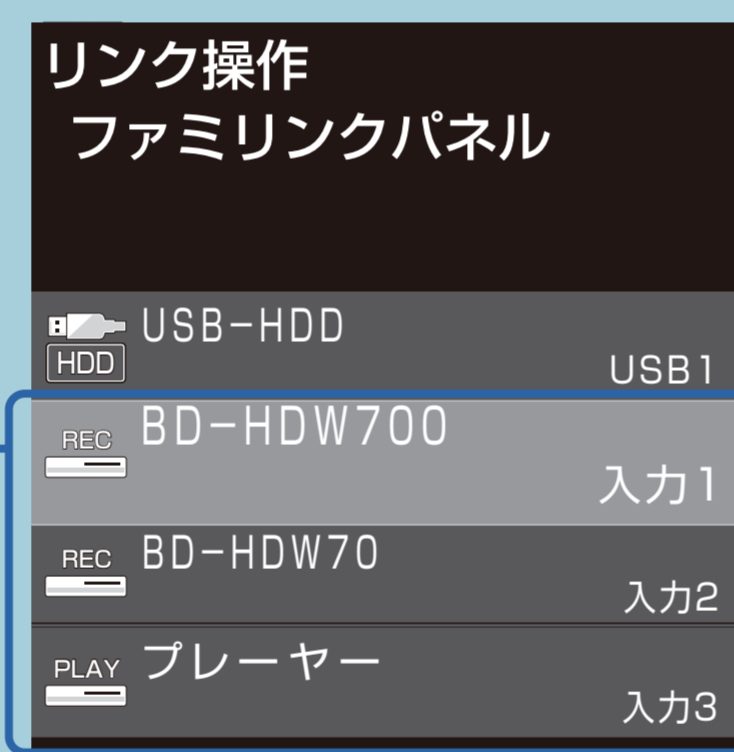 リンク操作
ファミリンクパネル
USB-HDD
HDD
USB1
BD-HDW700
REC
入力1
BD-HDW70
REC
入力2
プレーヤー
PLAY
入力3